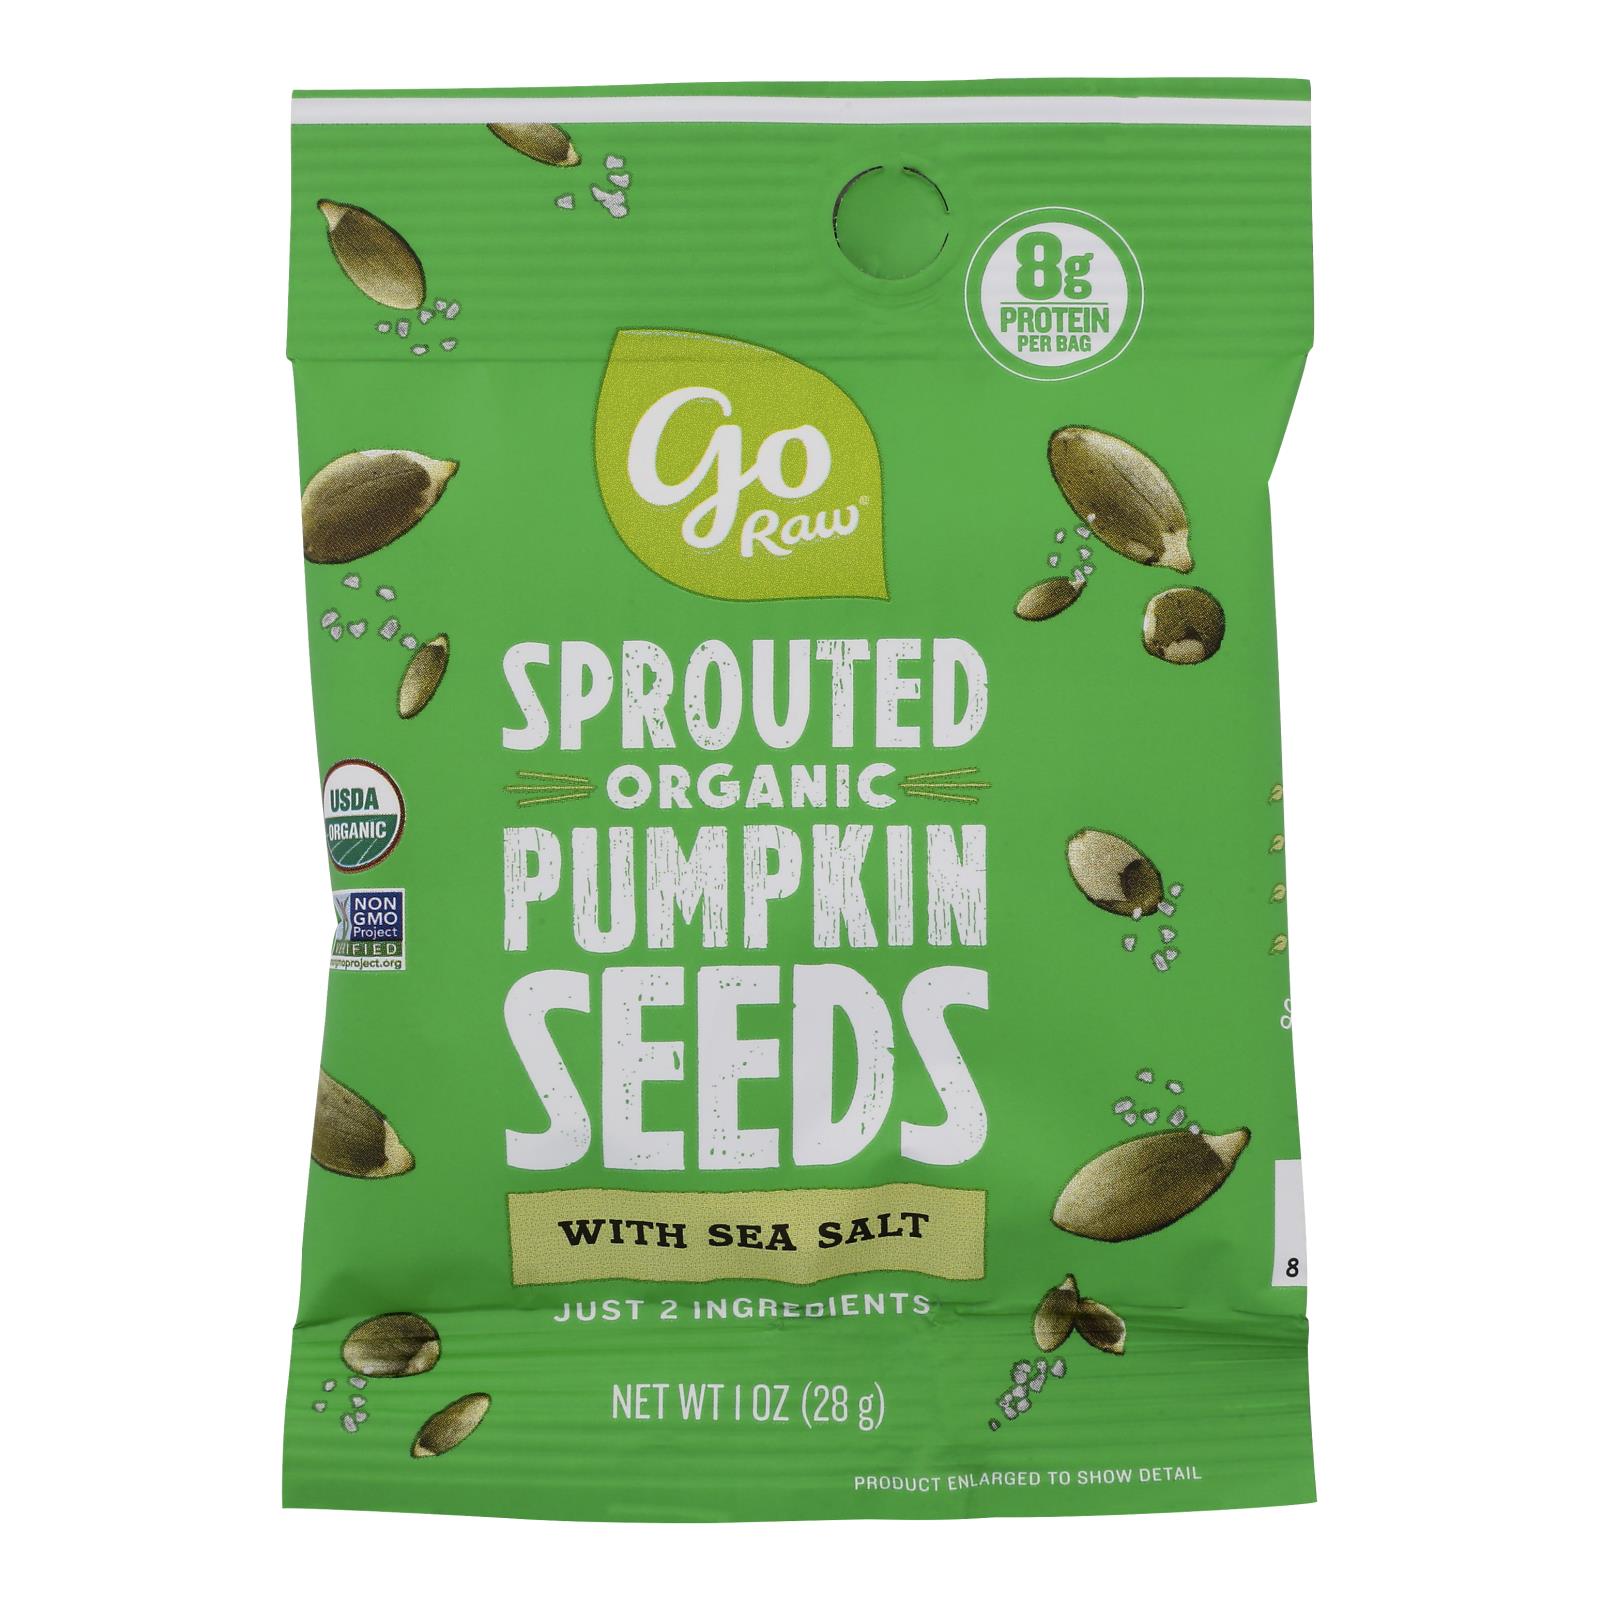 8g
PROTEIN
PER BAG
go
Raw®
SPROUTED
ORGANIC
PUMPKIN
SEEDS
USDA
ORGANIC
NON
GMO
Project
WITH SEA SALT
JUST 2 INGREDIENTS
8
NET WT 1 OZ (28 g)
PRODUCT ENLARGED TO SHOW DETAIL